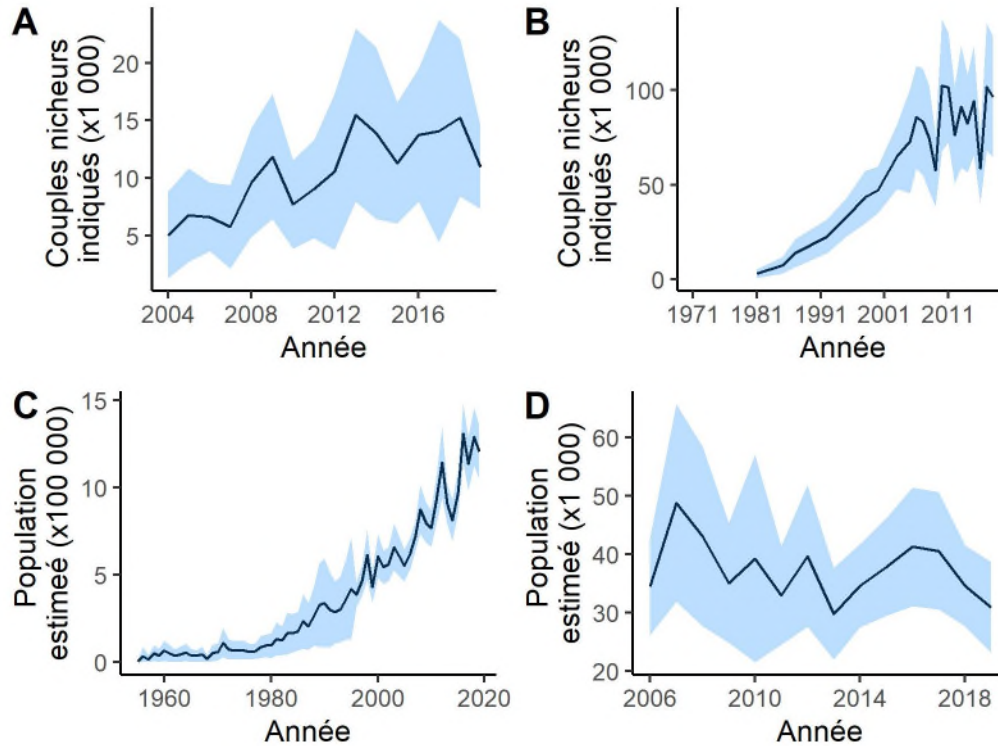 A
Couples nicheurs
indiqués (x1 000)
20
15
10
5
2004
2008
2012
2016
Année
B
Couples nicheurs
indiqués (x1 000)
100
50
0
1971
1981
1991
2001
2011
Année
C
Population
estimeé (x100 000)
15
10
5
0
1960
1980
2000
2020
Année
D
Population
estimeé (x1 000)
60
50
40
30
20
2006
2010
2014
2018
Année